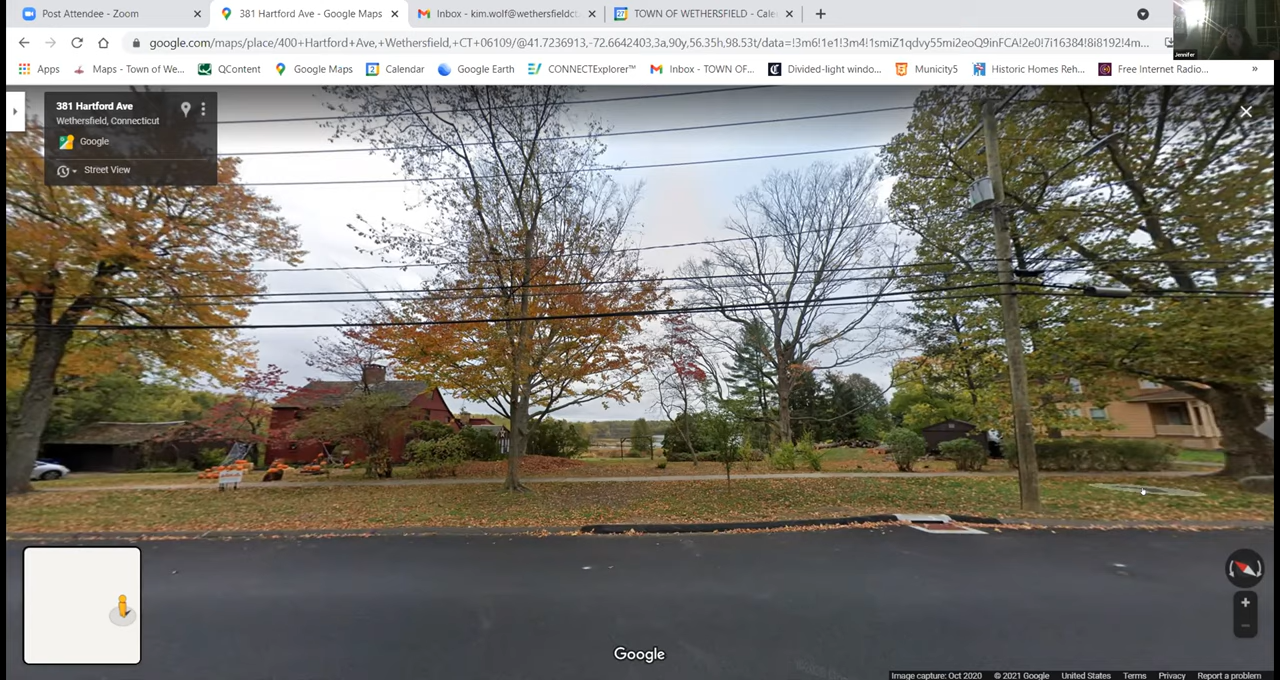 Post Attendee - Zoom
381 Hartford Ave - Google Maps
Inbox - kim.wolf@wethersfieldct
TOWN OF WETHERSFIELD - Cale
google.com/maps/place/400+Hartford+Ave,+Wethersfield,+CT+06109/@41.7236913,-72.6642403,3a,90y,56.35h,98.53t/data=!3m6!1e1!3m4!1smiZ1qdvy55mi2eoQ9inFCA!2e0!7i16384!8i8192!4m...
Jennifer
Apps
Maps - Town of We...
QContent
Google Maps
27 Calendar
Google Earth
CONNECTExplorer™
Inbox - TOWN OF...
Divided-light windo...
Municity5
Historic Homes Reh...
Free Internet Radio...
»
381 Hartford Ave
Wethersfield, Connecticut
Google
Street View
Google
Image capture: Oct 2020 © 2021 Google United States Terms Privacy Report a problem